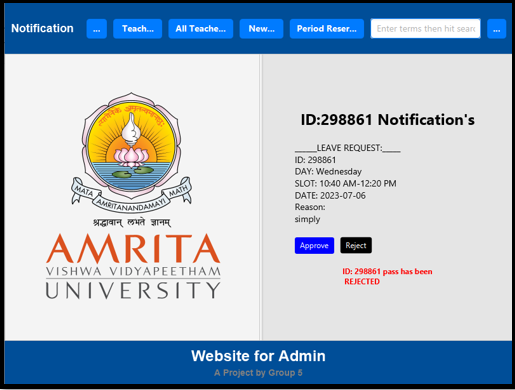 Notification
...
Teach...
All Teache...
New...
Period Reser...
Enter terms then hit searc
...
MATA AMRITANANDAMAYI MATH
श्रद्धावान् लभते ज्ञानम्
AMRITA
VISHWA VIDYAPEETHAM
UNIVERSITY
ID:298861 Notification's
_____LEAVE REQUEST:____
ID: 298861
DAY: Wednesday
SLOT: 10:40 AM-12:20 PM
DATE: 2023-07-06
Reason:
simply
Approve
Reject
ID: 298861 pass has been
REJECTED
Website for Admin
A Project by Group 5